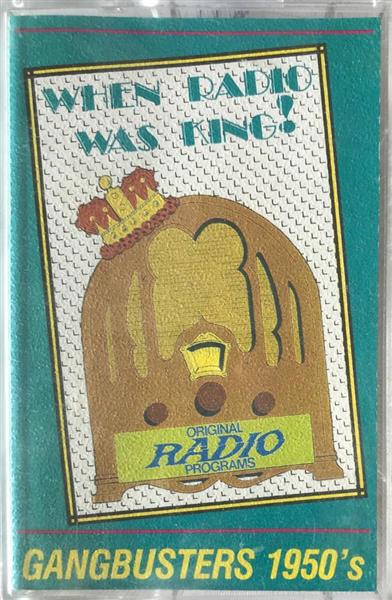 WHEN RADIO
WAS KING!
ORIGINAL
RADIO
PROGRAMS
GANGBUSTERS 1950's